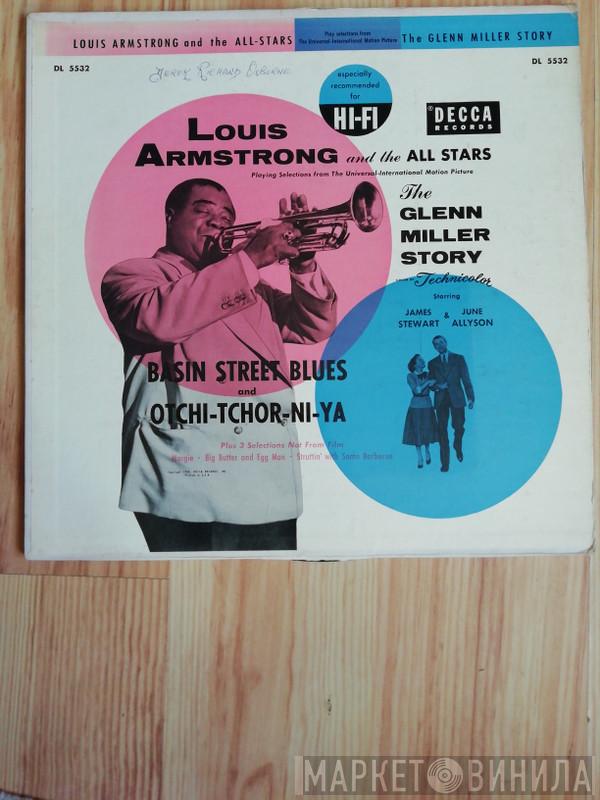 LOUIS ARMSTRONG and the ALL-STARS
Play selections from
The Universal-International Motion Picture
The GLENN MILLER STORY
DL 5532
DL 5532
especially
recommended
for
HI-FI
DECCA
RECORDS
LOUIS
ARMSTRONG and the ALL STARS
Playing Selections from The Universal-International Motion Picture
The
GLENN
MILLER
STORY
Technicolor
Starring
JAMES & JUNE
STEWART ALLYSON
BASIN STREET BLUES
and
OTCHI-TCHOR-NI-YA
Plus 3 Selections Not From Film
Margie • Big Butter and Egg Man • Struttin' with Some Barbecue
МАРКЕТ ВИНИЛА